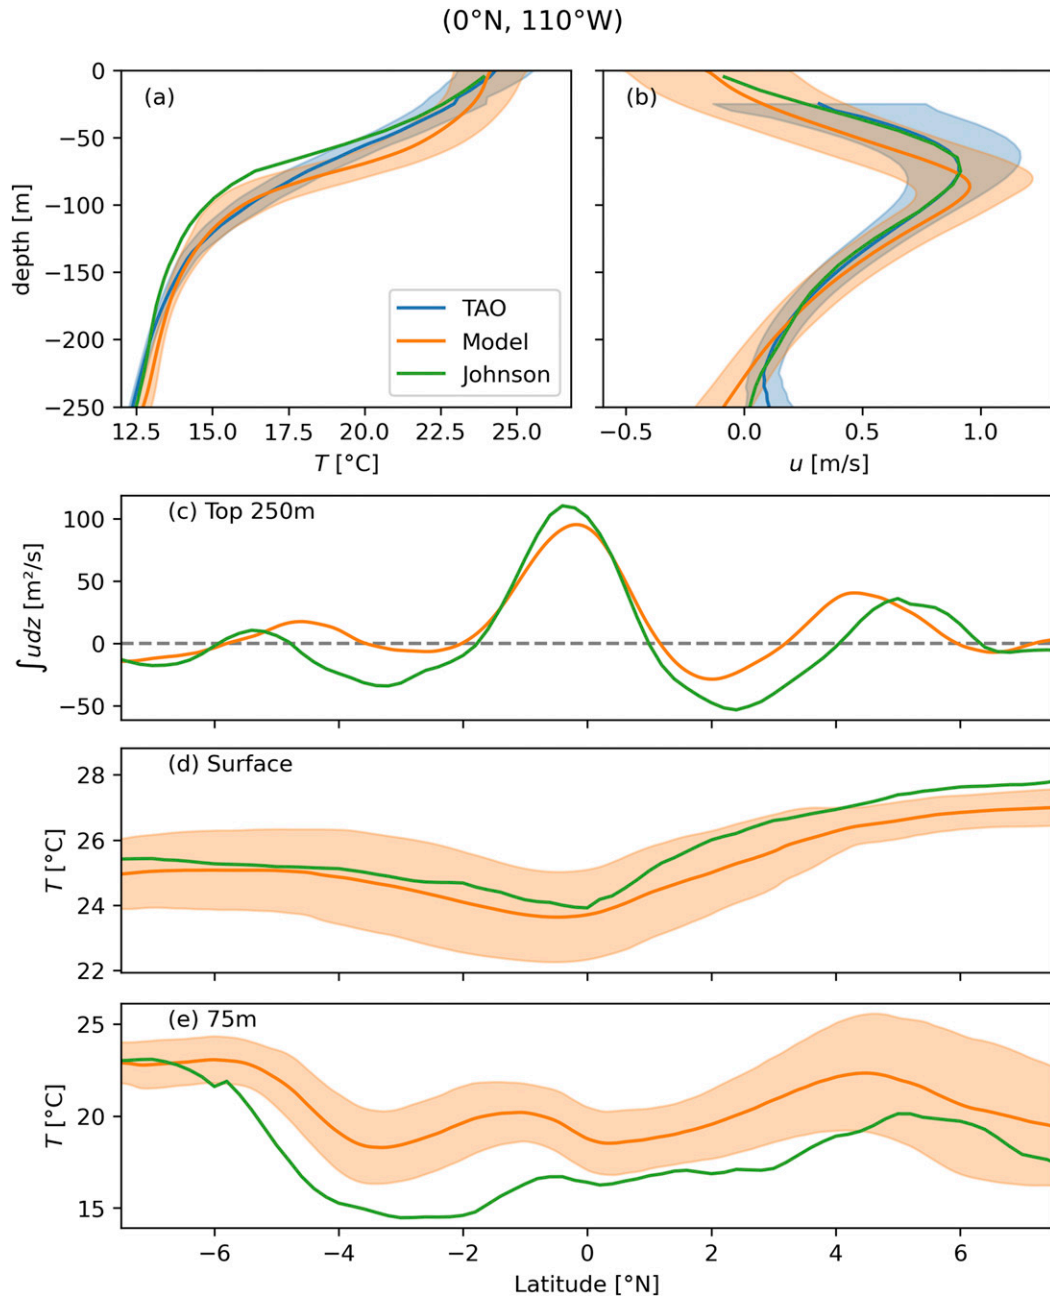 (0°N, 110°W)
(a)
(b)
0
−50
−100
−150
−200
−250
depth [m]
TAO
Model
Johnson
12.5 15.0 17.5 20.0 22.5 25.0
T [°C]
−0.5 0.0 0.5 1.0
u [m/s]
(c) Top 250m
100
50
0
−50
∫udz [m²/s]
(d) Surface
28
26
24
22
T [°C]
(e) 75m
25
20
15
T [°C]
−6 −4 −2 0 2 4 6
Latitude [°N]